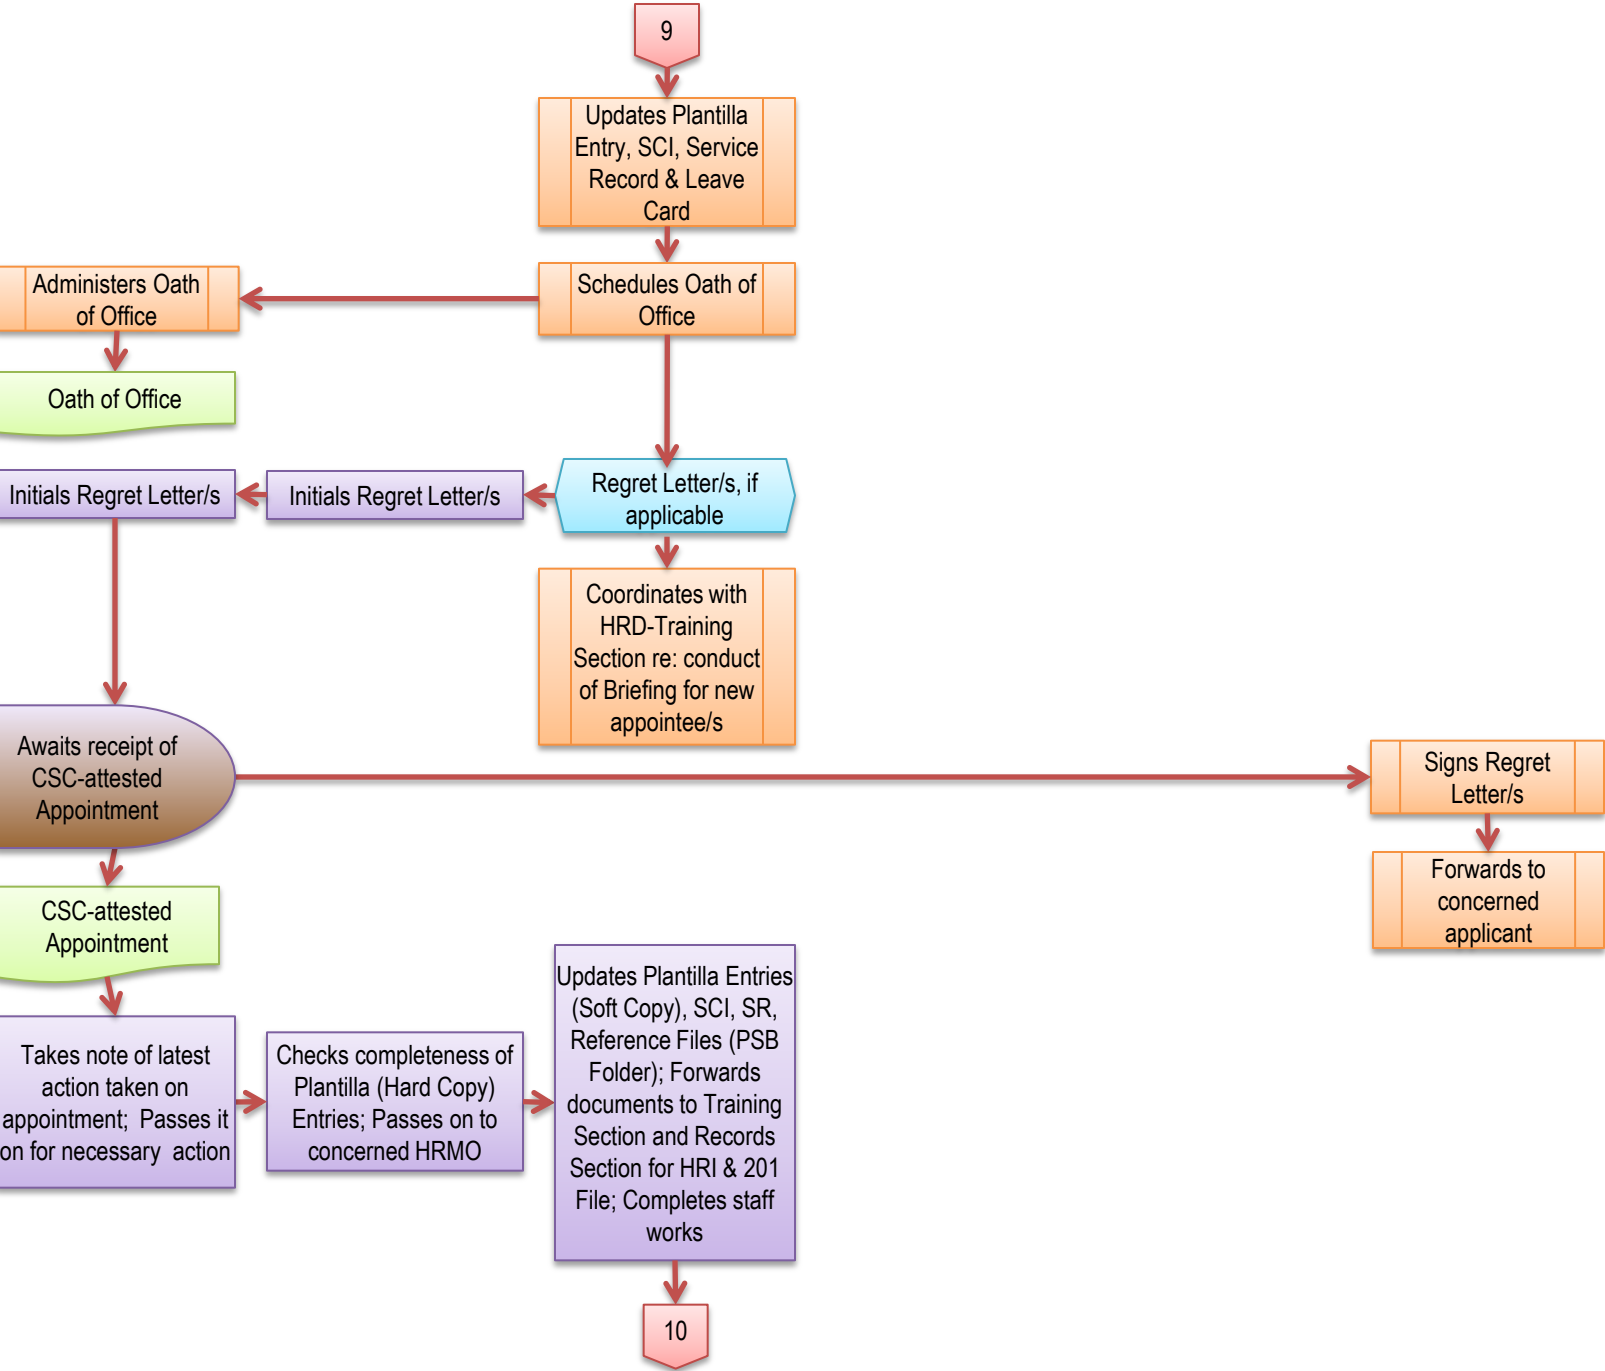 9
Updates Plantilla
Entry, SCI, Service
Record & Leave
Card
Administers Oath
of Office
Schedules Oath of
Office
Oath of Office
Initials Regret Letter/s
Initials Regret Letter/s
Regret Letter/s, if
applicable
Coordinates with
HRD-Training
Section re: conduct
of Briefing for new
appointee/s
Awaits receipt of
CSC-attested
Appointment
Signs Regret
Letter/s
Forwards to
concerned
applicant
CSC-attested
Appointment
Takes note of latest
action taken on
appointment;  Passes it
on for necessary  action
Checks completeness of
Plantilla (Hard Copy)
Entries; Passes on to
concerned HRMO
Updates Plantilla Entries
(Soft Copy), SCI, SR,
Reference Files (PSB
Folder); Forwards
documents to Training
Section and Records
Section for HRI & 201
File; Completes staff
works
10